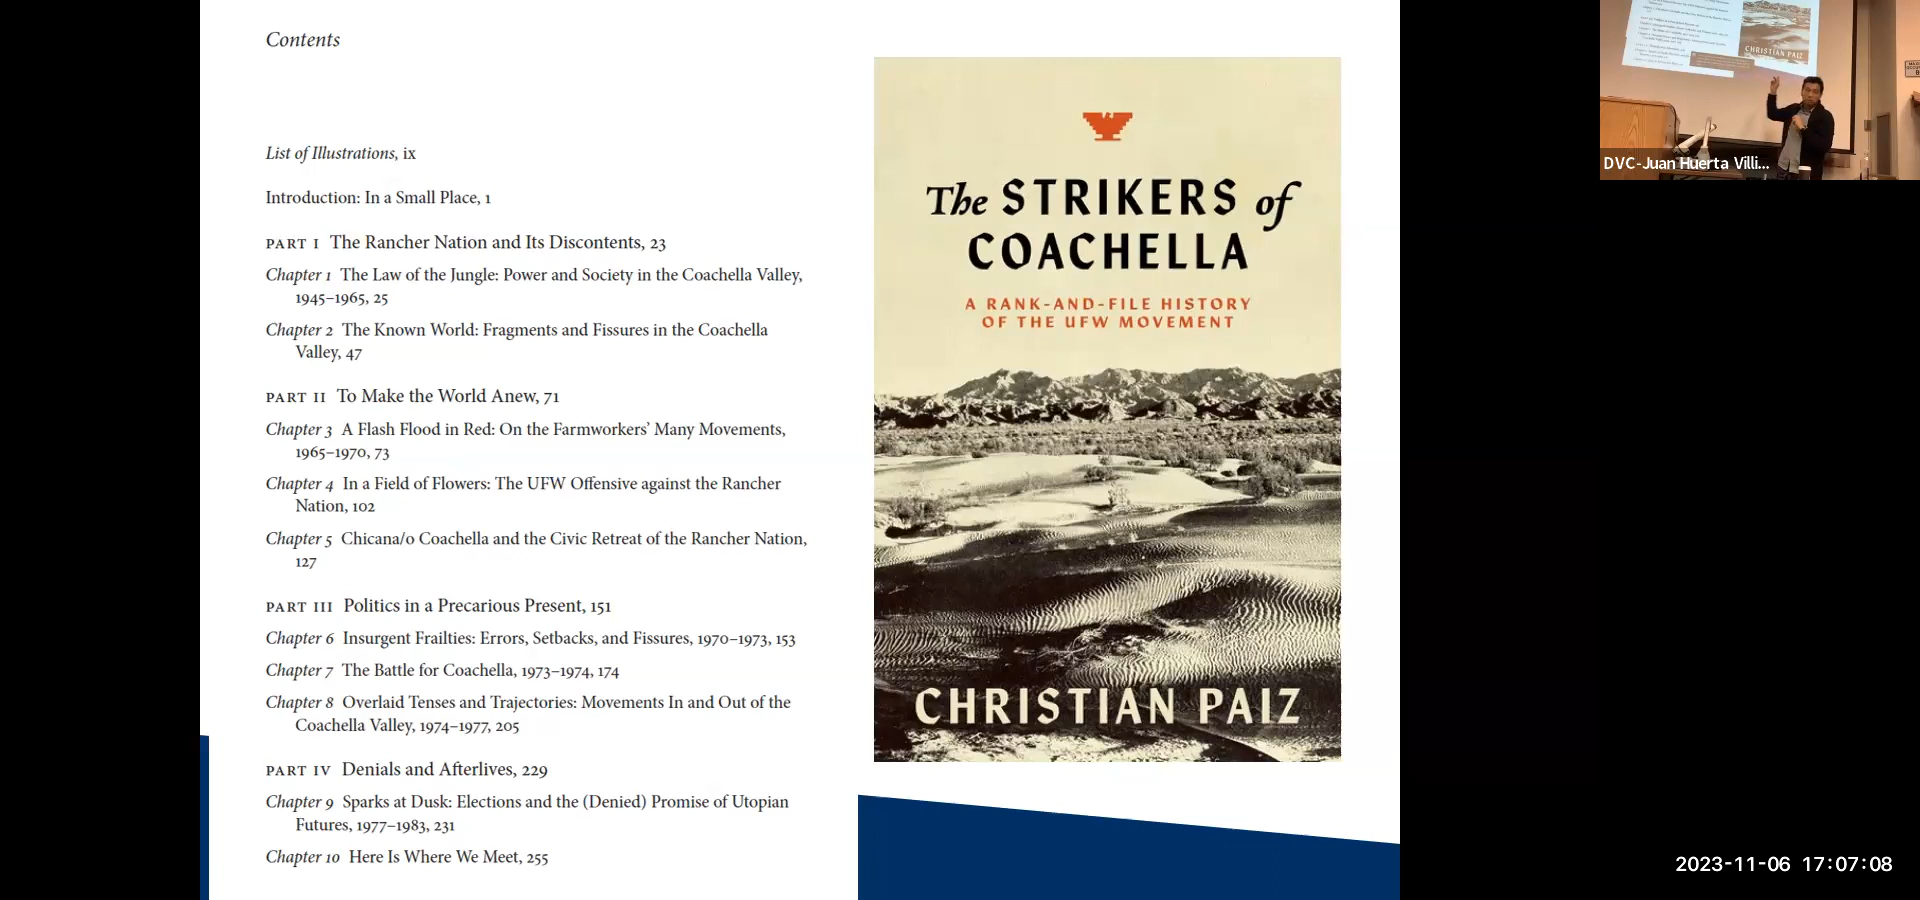 Contents
List of Illustrations, ix
Introduction: In a Small Place, 1
PART I The Rancher Nation and Its Discontents, 23
Chapter 1 The Law of the Jungle: Power and Society in the Coachella Valley,
1945–1965, 25
Chapter 2 The Known World: Fragments and Fissures in the Coachella
Valley, 47
PART II To Make the World Anew, 71
Chapter 3 A Flash Flood in Red: On the Farmworkers’ Many Movements,
1965–1970, 73
Chapter 4 In a Field of Flowers: The UFW Offensive against the Rancher
Nation, 102
Chapter 5 Chicana/o Coachella and the Civic Retreat of the Rancher Nation,
127
PART III Politics in a Precarious Present, 151
Chapter 6 Insurgent Frailties: Errors, Setbacks, and Fissures, 1970–1973, 153
Chapter 7 The Battle for Coachella, 1973–1974, 174
Chapter 8 Overlaid Tenses and Trajectories: Movements In and Out of the
Coachella Valley, 1974–1977, 205
PART IV Denials and Afterlives, 229
Chapter 9 Sparks at Dusk: Elections and the (Denied) Promise of Utopian
Futures, 1977–1983, 231
Chapter 10 Here Is Where We Meet, 255
The STRIKERS of
COACHELLA
A RANK-AND-FILE HISTORY
OF THE UFW MOVEMENT
CHRISTIAN PAIZ
CHRISTIAN PAIZ
DVC-Juan Huerta Villi...
2023-11-06 17:07:08